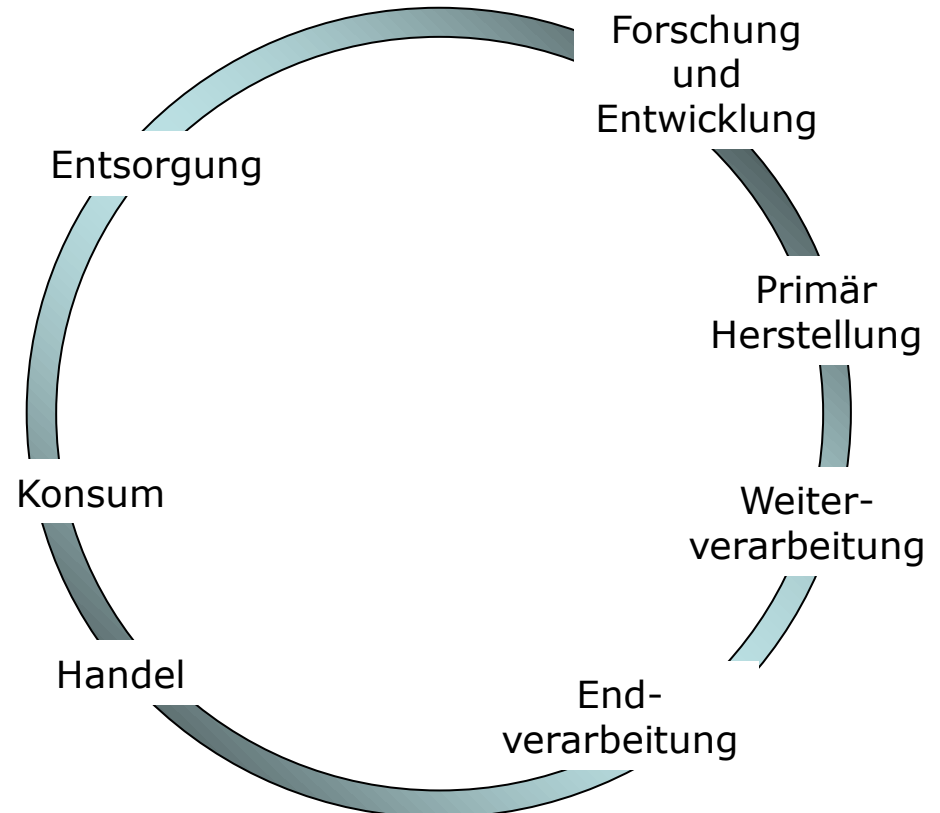 Forschung
und
Entwicklung
Primär
Herstellung
Weiter-
verarbeitung
End-
verarbeitung
Handel
Konsum
Entsorgung